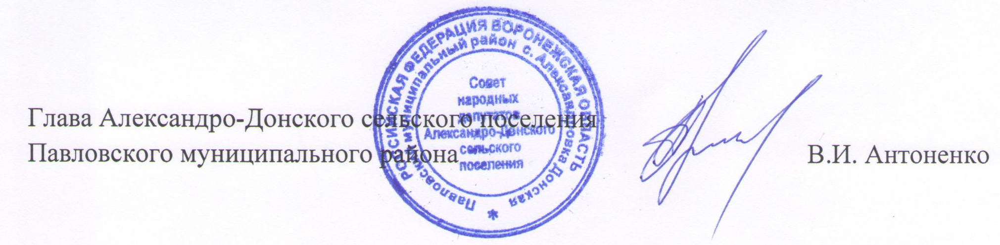 Глава Александро-Донского сельского поселения
Павловского муниципального района
В.И. Антоненко
РОССИЙСКАЯ ФЕДЕРАЦИЯ ВОРОНЕЖСКАЯ ОБЛАСТЬ
Павловский муниципальный район с. Александровка Донская
Совет
народных
депутатов
Александро-Донского
сельского
поселения